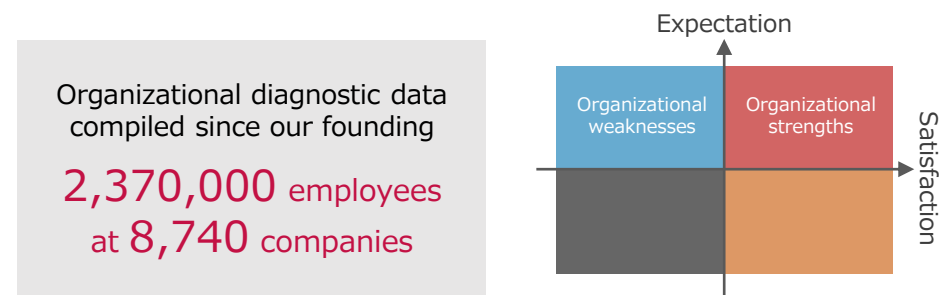 Organizational diagnostic data
compiled since our founding
2,370,000 employees
at 8,740 companies
Expectation
Organizational
weaknesses
Organizational
strengths
Satisfaction